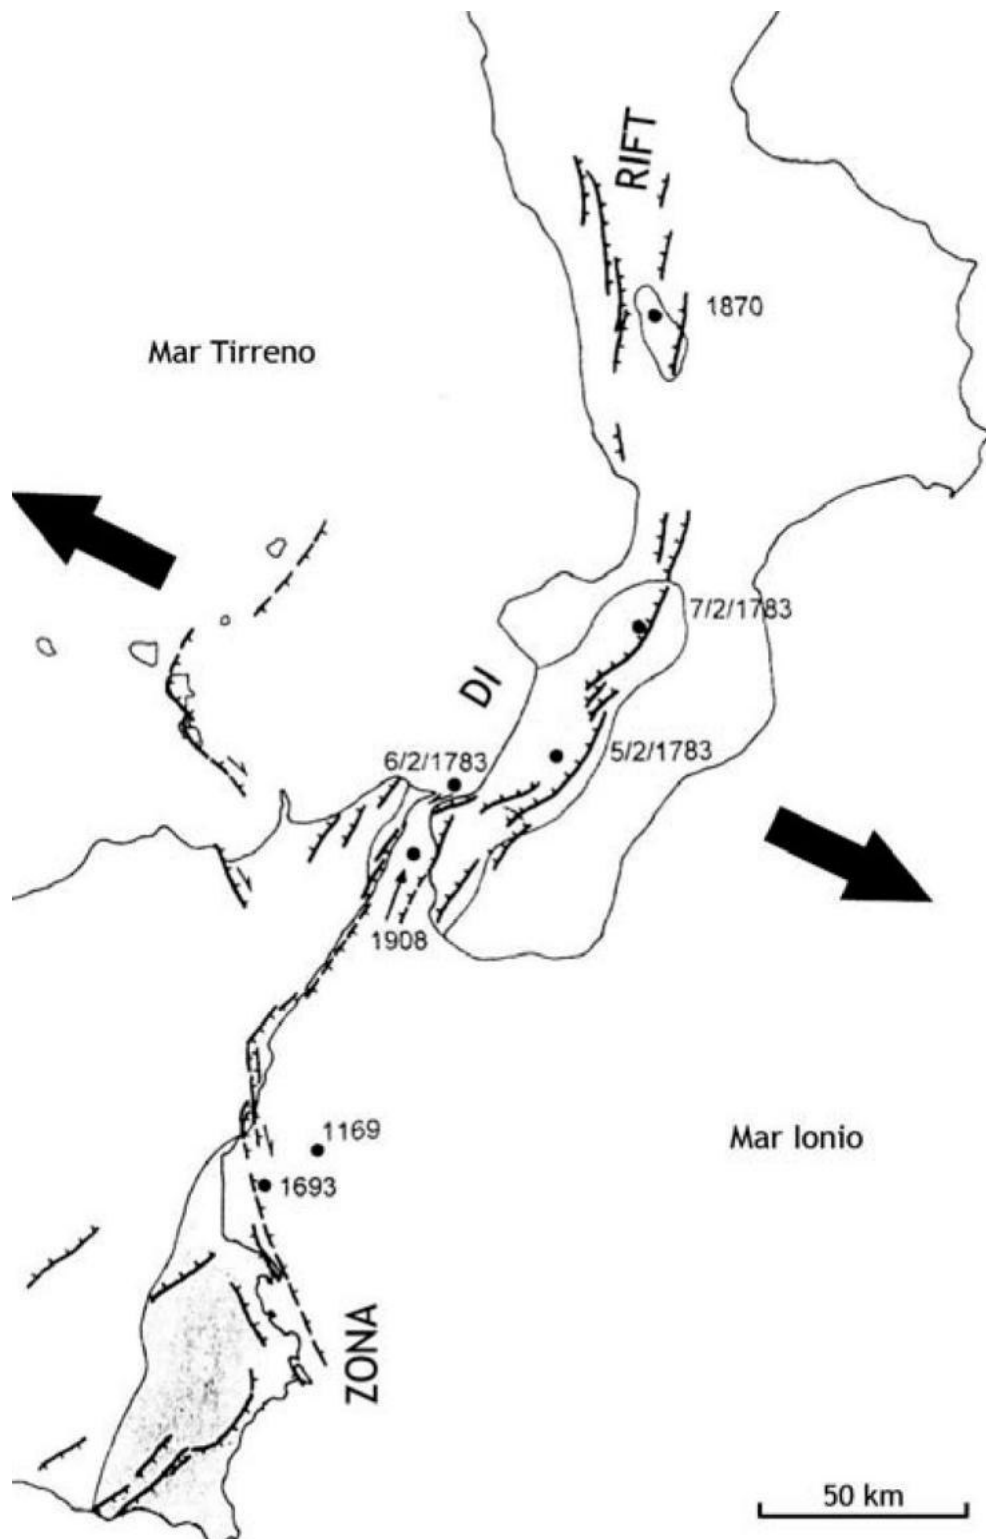 RIFT
1870
Mar Tirreno
7/2/1783
DI
5/2/1783
6/2/1783
1908
1169
Mar Ionio
1693
ZONA
50 km